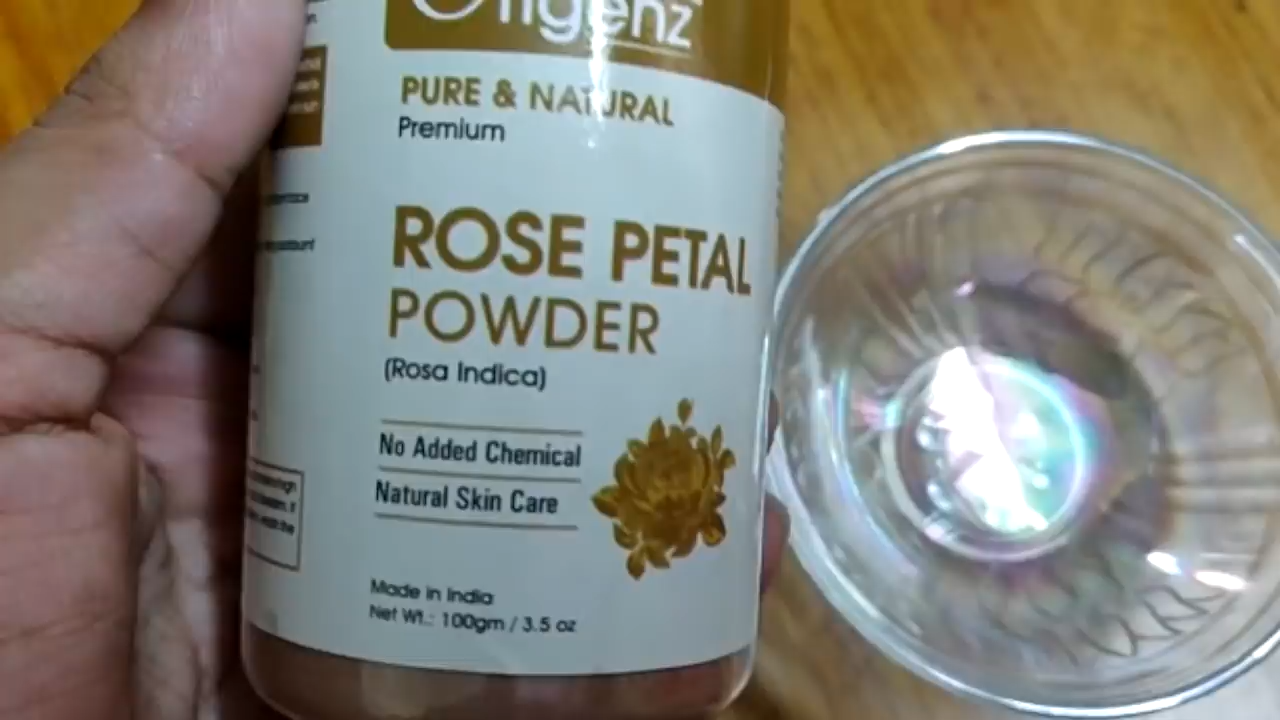 PURE & NATURAL
Premium
ROSE PETAL
POWDER
(Rosa Indica)
No Added Chemical
Natural Skin Care
Made in India
Net Wt.: 100gm / 3.5 oz